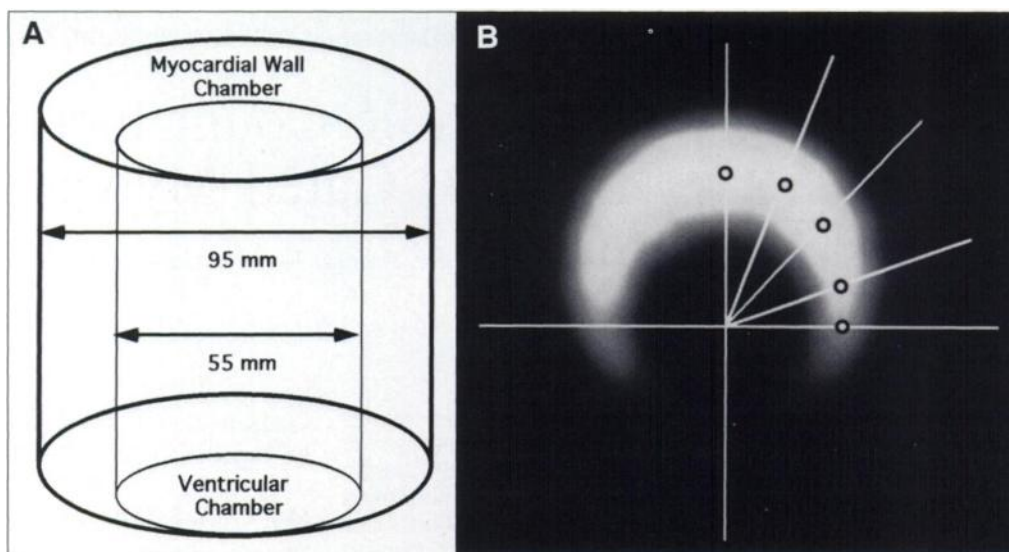 A
Myocardial Wall
Chamber
95 mm
55 mm
Ventricular
Chamber
B